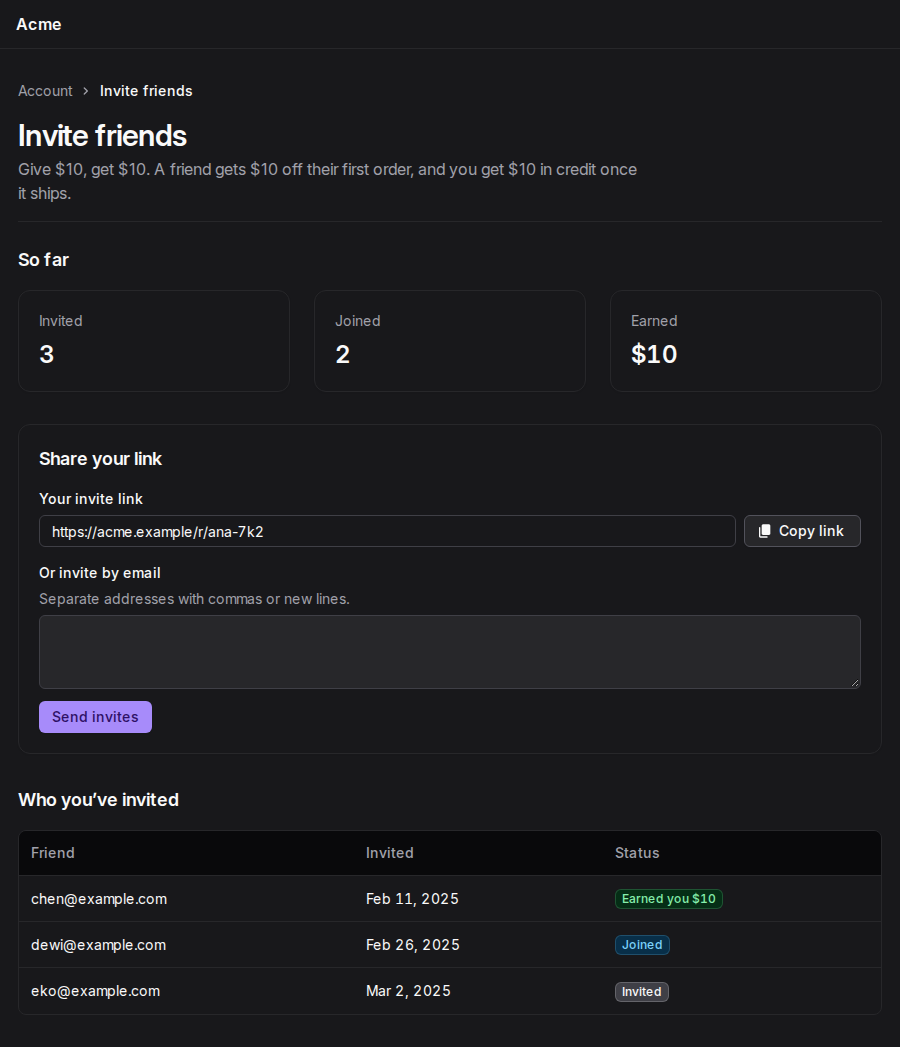 Acme
Account > Invite friends
Invite friends
Give $10, get $10. A friend gets $10 off their first order, and you get $10 in credit once
it ships.
So far
Invited Joined Earned
3 2 $10
Share your link
Your invite link
https://acme.example/r/ana-7k2 Copy link
Or invite by email
Separate addresses with commas or new lines.
Send invites
Who you’ve invited
Friend Invited Status
chen@example.com Feb 11, 2025 Earned you $10
dewi@example.com Feb 26, 2025 Joined
eko@example.com Mar 2, 2025 Invited